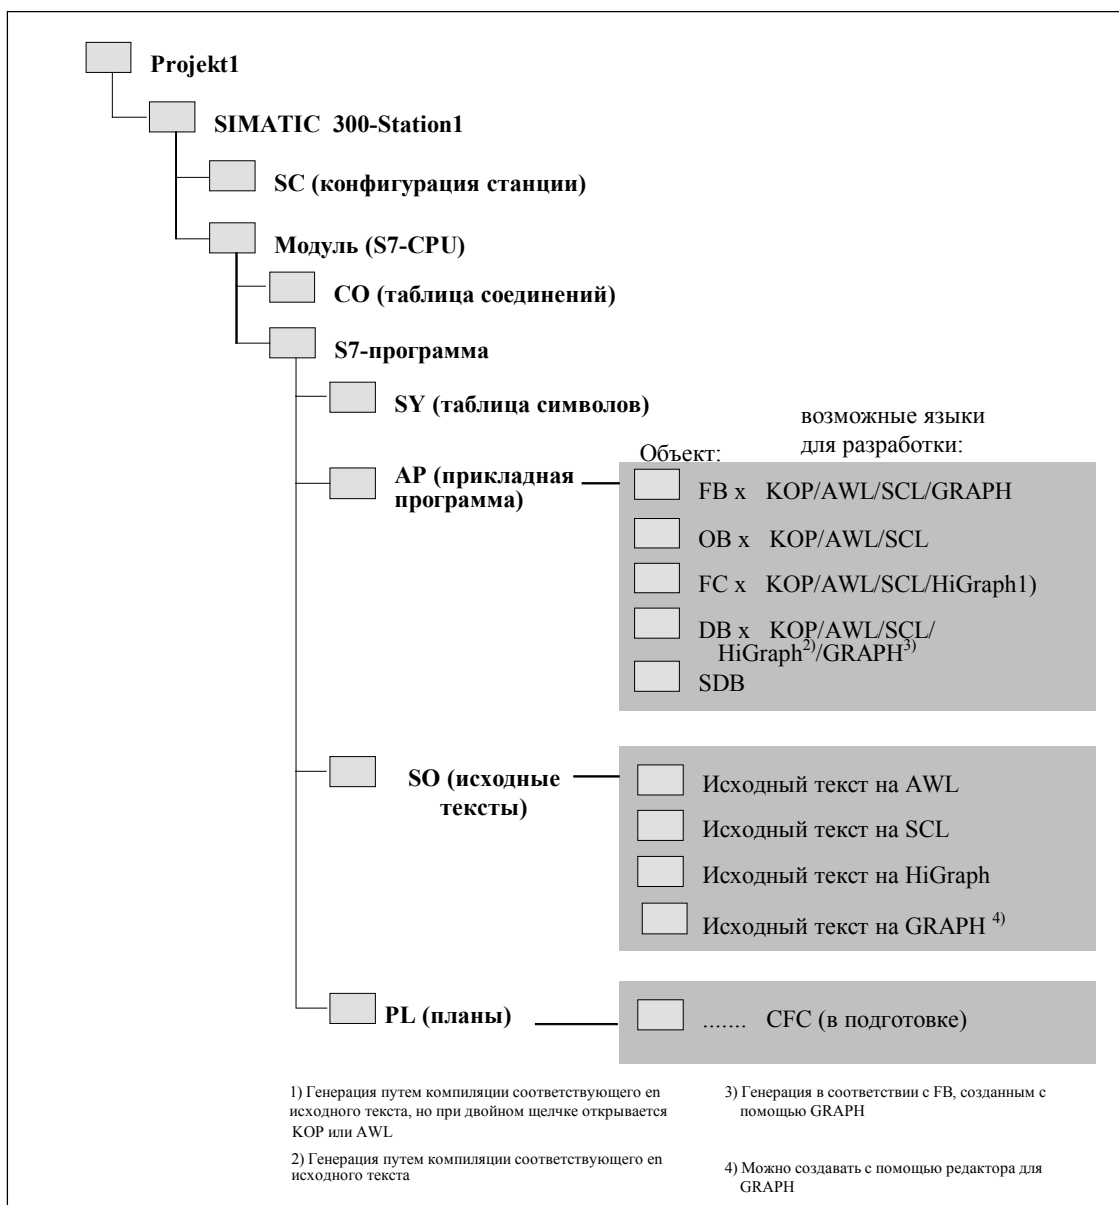 Projekt1
SIMATIC 300-Station1
SC (конфигурация станции)
Модуль (S7-CPU)
CO (таблица соединений)
S7-программа
SY (таблица символов)
возможные языки
для разработки:
Объект:
AP (прикладная
программа)
FB x KOP/AWL/SCL/GRAPH
OB x KOP/AWL/SCL
FC x KOP/AWL/SCL/HiGraph1)
DB x KOP/AWL/SCL/
HiGraph2)/GRAPH3)
SDB
SO (исходные
тексты)
Исходный текст на AWL
Исходный текст на SCL
Исходный текст на HiGraph
Исходный текст на GRAPH 4)
PL (планы)
....... CFC (в подготовке)
1) Генерация путем компиляции соответствующего en
исходного текста, но при двойном щелчке открывается
KOP или AWL
2) Генерация путем компиляции соответствующего en
исходного текста
3) Генерация в соответствии с FB, созданным с
помощью GRAPH
4) Можно создавать с помощью редактора для
GRAPH